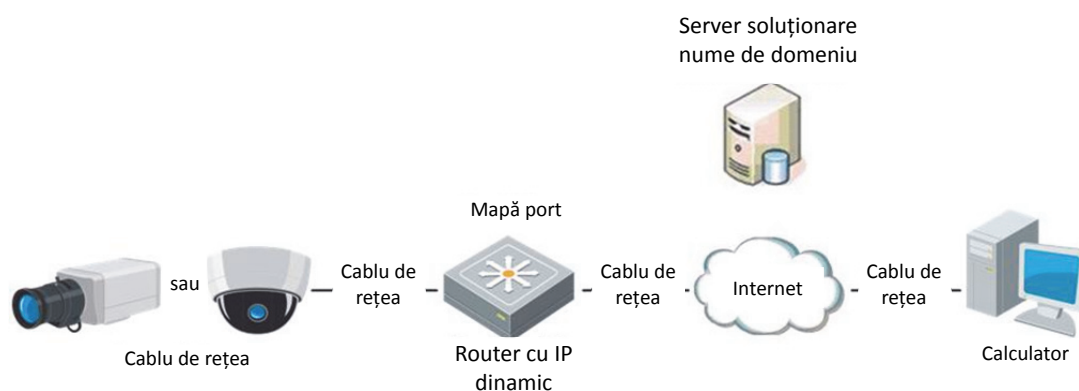 Server soluționare
nume de domeniu
Mapă port
sau
Cablu de
rețea
Cablu de
rețea
Internet
Cablu de
rețea
Cablu de rețea
Router cu IP
dinamic
Calculator